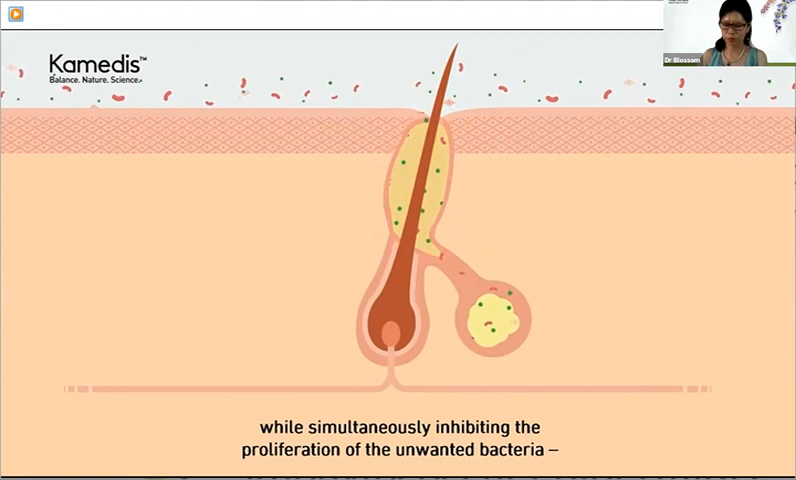 Kamedis™
Balance. Nature. Science.
Dr Blossom
while simultaneously inhibiting the
proliferation of the unwanted bacteria –